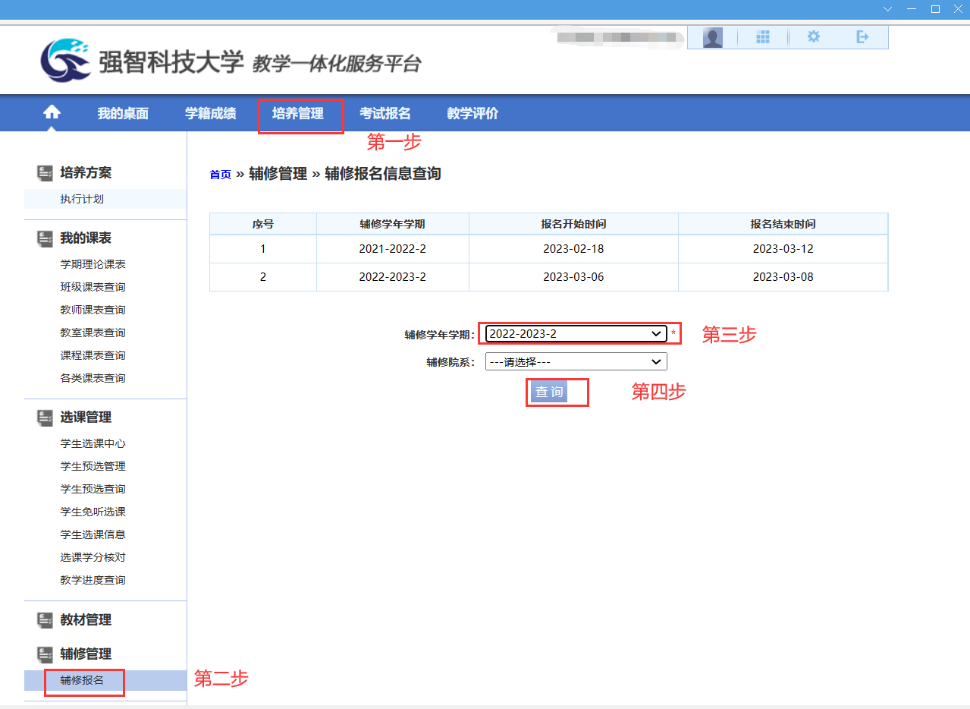 强智科技大学 教学一体化服务平台
我的桌面 学籍成绩 培养管理 考试报名 教学评价
第一步
培养方案
执行计划
我的课表
学期理论课表
班级课表查询
教师课表查询
教室课表查询
课程课表查询
各类课表查询
选课管理
学生选课中心
学生预选管理
学生预选查询
学生免听选课
学生选课信息
选课学分核对
教学进度查询
教材管理
辅修管理
辅修报名
第二步
首页 » 辅修管理 » 辅修报名信息查询
序号 辅修学年学期 报名开始时间 报名结束时间
1 2021-2022-2 2023-02-18 2023-03-12
2 2022-2023-2 2023-03-06 2023-03-08
辅修学年学期: 2022-2023-2 * 第三步
辅修院系: ---请选择---
查询 第四步